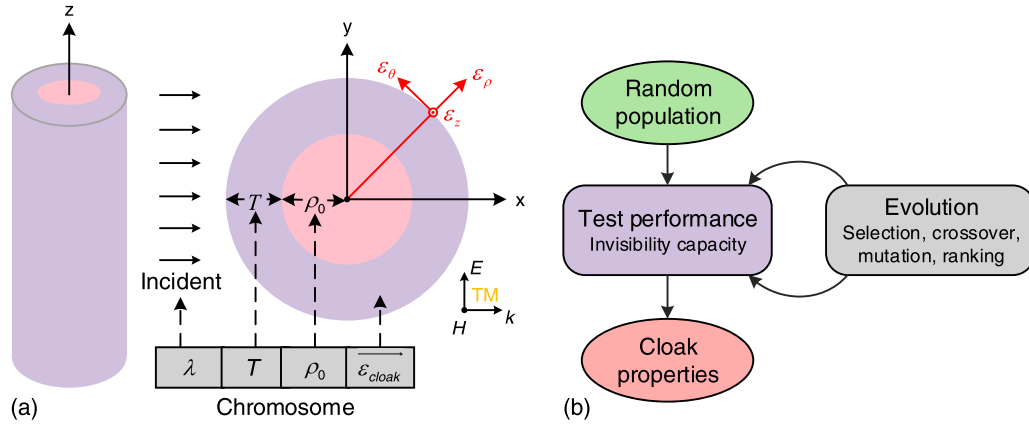 z
y
ε_θ
ε_ρ
ε_z
T
ρ_0
x
Incident
E
TM
H
k
λ
T
ρ_0
ε_cloak
Chromosome
(a)
Random
population
Test performance
Invisibility capacity
Evolution
Selection, crossover,
mutation, ranking
Cloak
properties
(b)